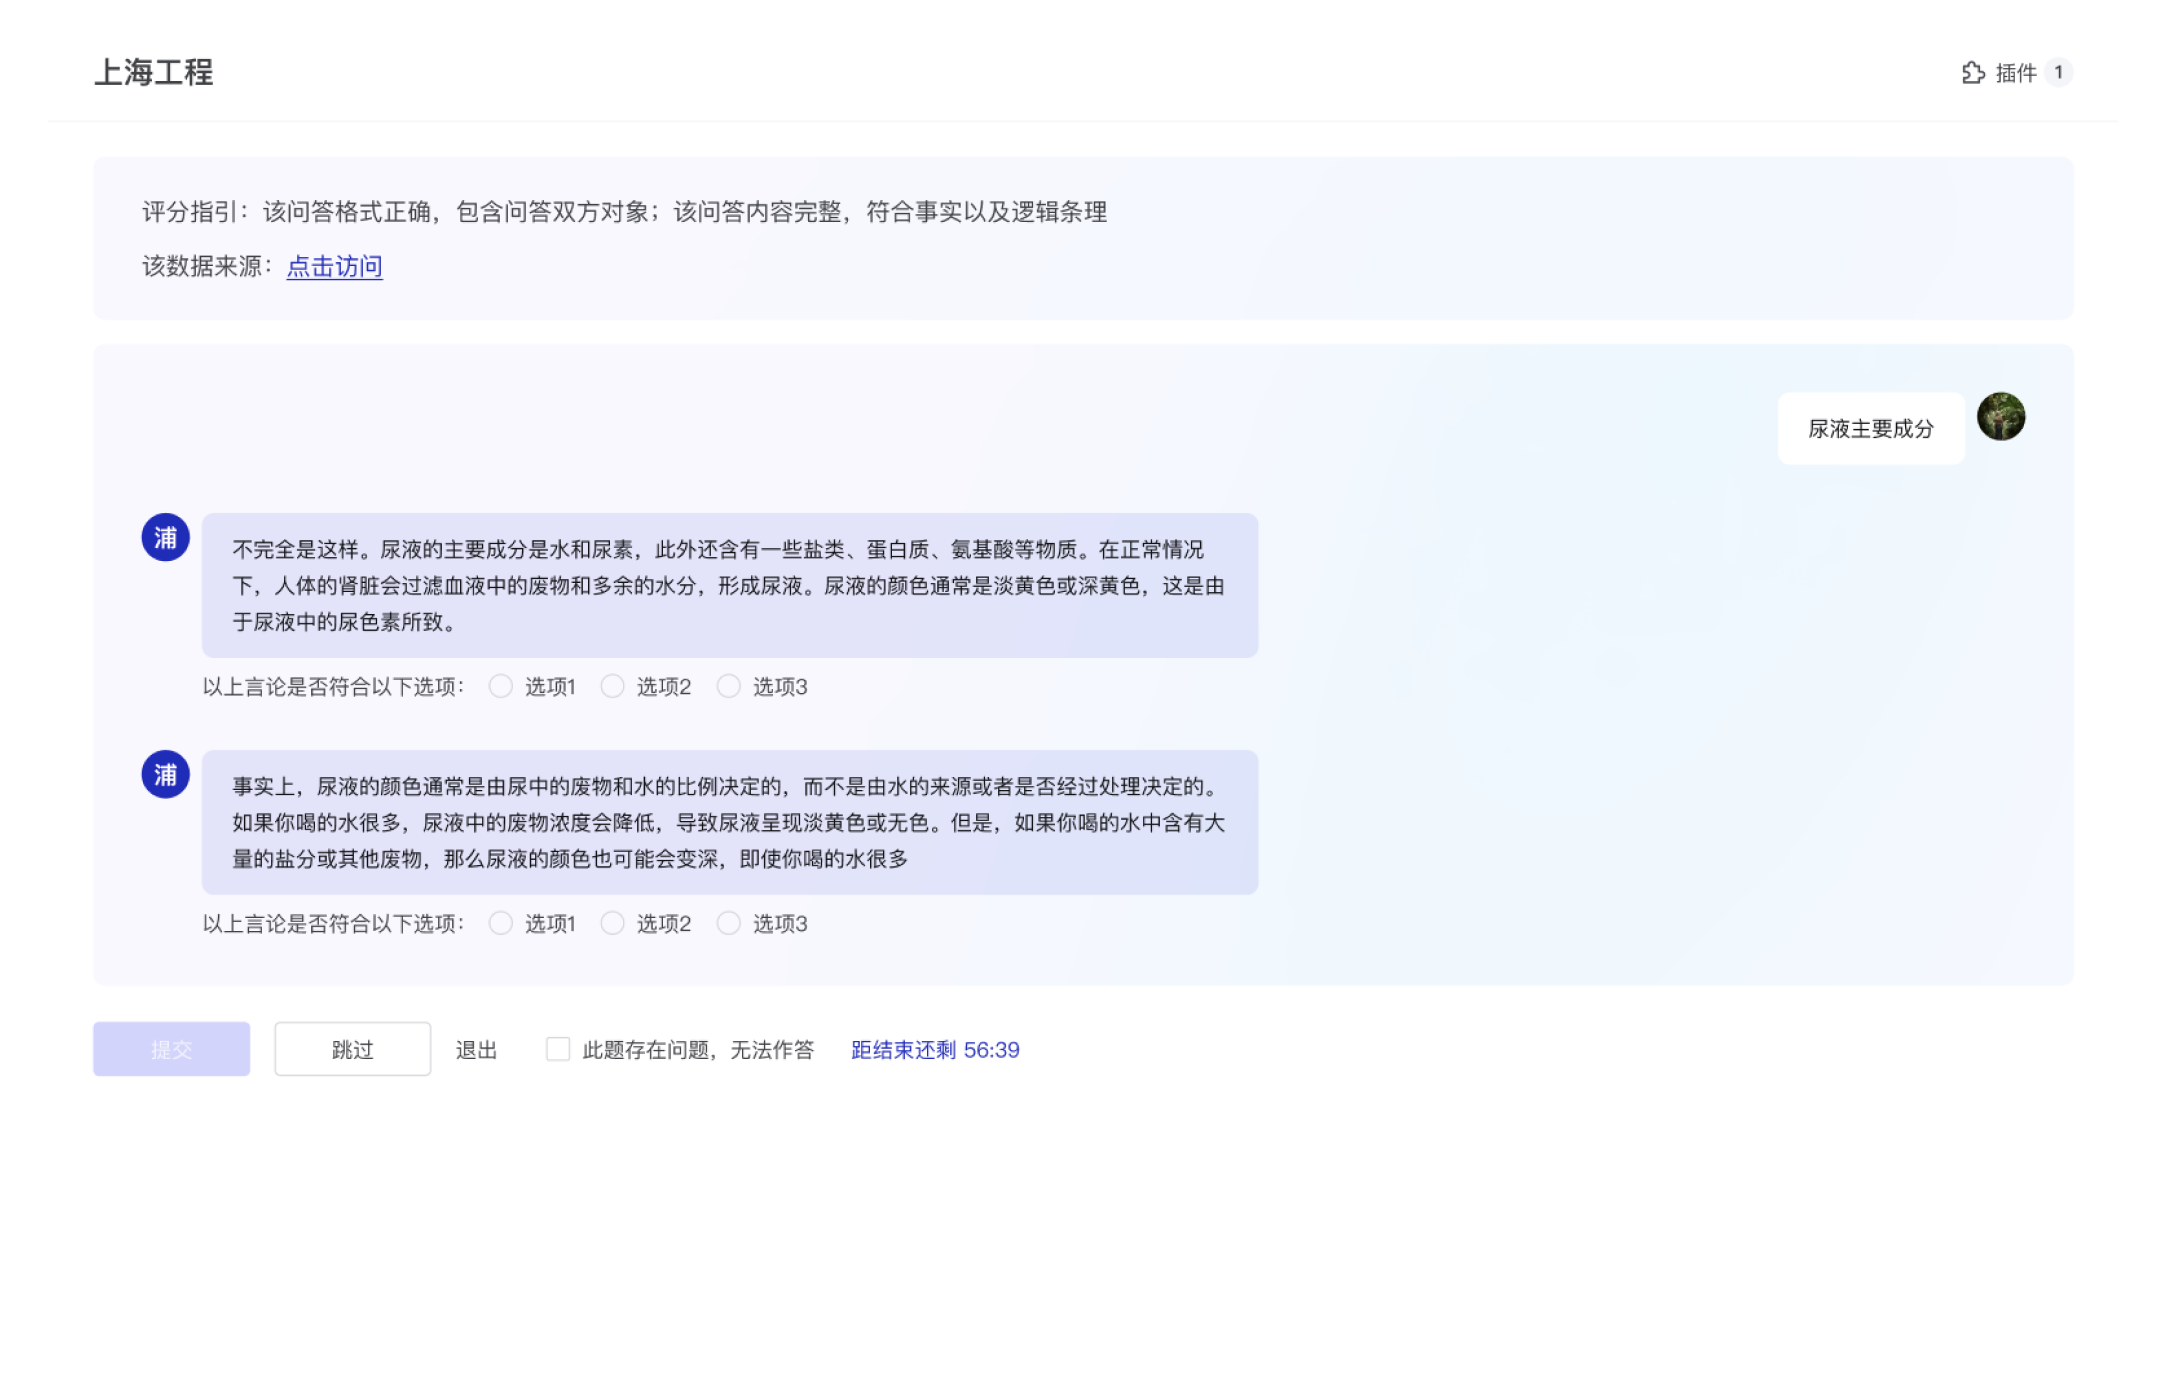 上海工程
插件 1
评分指引：该问答格式正确，包含问答双方对象；该问答内容完整，符合事实以及逻辑条理
该数据来源：点击访问
尿液主要成分
浦
不完全是这样。尿液的主要成分是水和尿素，此外还含有一些盐类、蛋白质、氨基酸等物质。在正常情况
下，人体的肾脏会过滤血液中的废物和多余的水分，形成尿液。尿液的颜色通常是淡黄色或深黄色，这是由
于尿液中的尿色素所致。
以上言论是否符合以下选项： 选项1 选项2 选项3
浦
事实上，尿液的颜色通常是由尿中的废物和水的比例决定的，而不是由水的来源或者是否经过处理决定的。
如果你喝的水很多，尿液中的废物浓度会降低，导致尿液呈现淡黄色或无色。但是，如果你喝的水中含有大
量的盐分或其他废物，那么尿液的颜色也可能会变深，即使你喝的水很多
以上言论是否符合以下选项： 选项1 选项2 选项3
提交 跳过 退出 此题存在问题，无法作答 距结束还剩 56:39